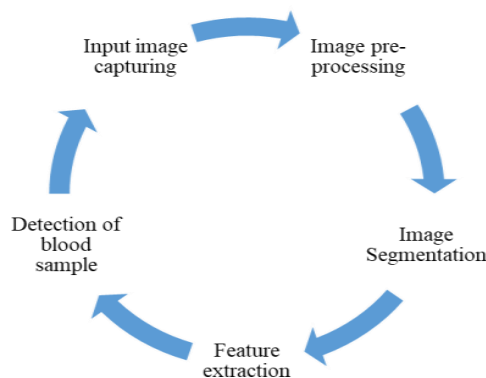 Input image
capturing
Image pre-
processing
Image
Segmentation
Feature
extraction
Detection of
blood
sample